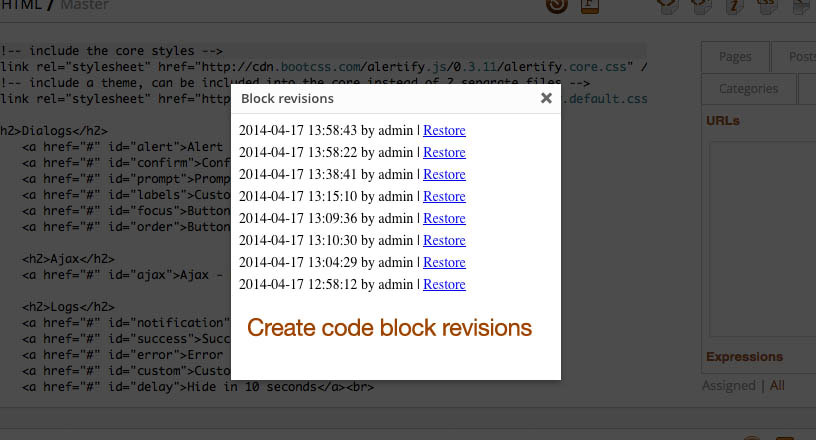 HTML / Master
!-- include the core styles -->
link rel="stylesheet" href="http://cdn.bootcss.com/alertify.js/0.3.11/alertify.core.css" /
!-- include a theme, can be included into the core instead of 2 separate files -->
link rel="stylesheet" href="http
.default.css
h2>Dialogs</h2>
<a href="#" id="alert">Alert
<a href="#" id="confirm">Conf
<a href="#" id="prompt">Promp
<a href="#" id="labels">Custo
<a href="#" id="focus">Button
<a href="#" id="order">Button
<h2>Ajax</h2>
<a href="#" id="ajax">Ajax -
<h2>Logs</h2>
<a href="#" id="notification"
<a href="#" id="success">Succ
<a href="#" id="error">Error
<a href="#" id="custom">Custo
<a href="#" id="delay">Hide in 10 seconds</a><br>
Block revisions
2014-04-17 13:58:43 by admin | Restore
2014-04-17 13:58:22 by admin | Restore
2014-04-17 13:38:41 by admin | Restore
2014-04-17 13:15:10 by admin | Restore
2014-04-17 13:09:36 by admin | Restore
2014-04-17 13:10:30 by admin | Restore
2014-04-17 13:04:29 by admin | Restore
2014-04-17 12:58:12 by admin | Restore
Create code block revisions
Pages
Posts
Categories
URLs
Expressions
Assigned | All